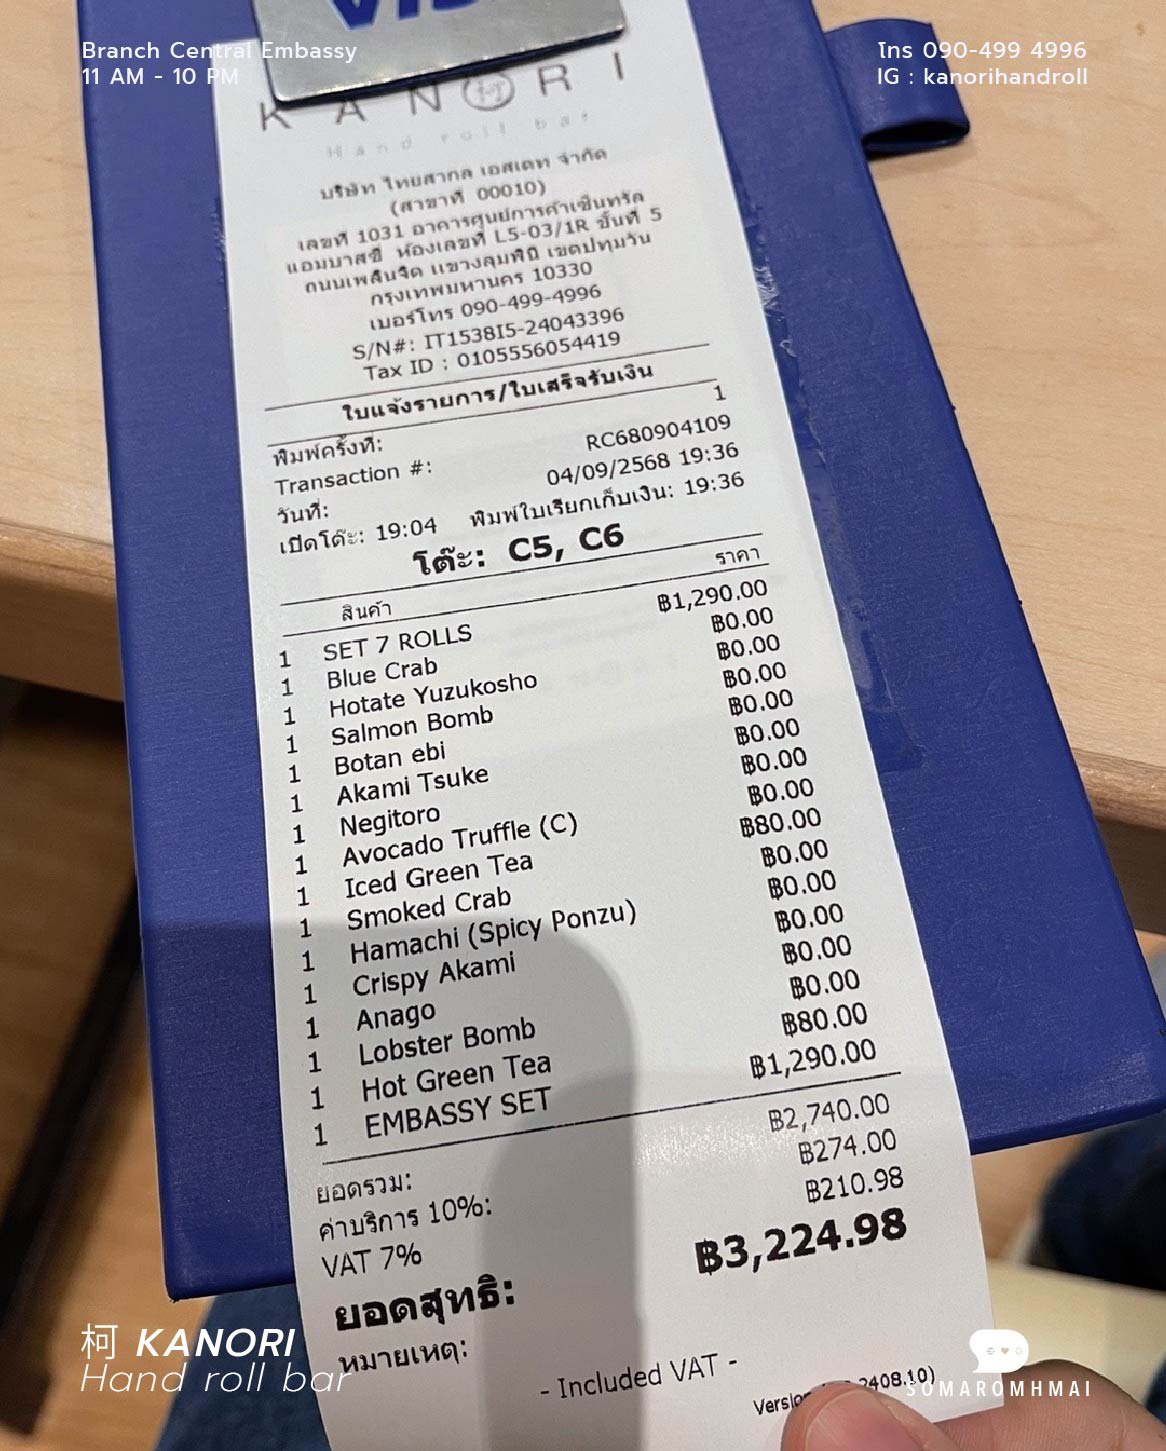 Branch Central Embassy
11 AM - 10 PM
โทร 090-499 4996
IG : kanorihandroll
VISA
KANORI
Hand roll bar
บริษัท ไทยสากล เอสเตท จำกัด
(สาขาที่ 00010)
เลขที่ 1031 อาคารศูนย์การค้าเซ็นทรัล
แอมบาสซี่ ห้องเลขที่ L5-03/1R ชั้นที่ 5
ถนนเพลินจิต แขวงลุมพินี เขตปทุมวัน
กรุงเทพมหานคร 10330
เบอร์โทร 090-499-4996
S/N#: IT1538I5-24043396
Tax ID : 0105556054419
ใบแจ้งรายการ/ใบเสร็จรับเงิน
พิมพ์ครั้งที่: 1
Transaction #: RC680904109
วันที่: 04/09/2568 19:36
เปิดโต๊ะ: 19:04 พิมพ์ใบเรียกเก็บเงิน: 19:36
โต๊ะ: C5, C6
สินค้า ราคา
1 SET 7 ROLLS ฿1,290.00
1 Blue Crab ฿0.00
1 Hotate Yuzukosho ฿0.00
1 Salmon Bomb ฿0.00
1 Botan ebi ฿0.00
1 Akami Tsuke ฿0.00
1 Negitoro ฿0.00
1 Avocado Truffle (C) ฿0.00
1 Iced Green Tea ฿80.00
1 Smoked Crab ฿0.00
1 Hamachi (Spicy Ponzu) ฿0.00
1 Crispy Akami ฿0.00
1 Anago ฿0.00
1 Lobster Bomb ฿0.00
1 Hot Green Tea ฿80.00
1 EMBASSY SET ฿1,290.00
ยอดรวม: ฿2,740.00
ค่าบริการ 10%: ฿274.00
VAT 7% ฿210.98
ยอดสุทธิ: ฿3,224.98
หมายเหตุ:
- Included VAT -
Version 2408.10)
柯 KANORI
Hand roll bar
SOMAROMHMAI